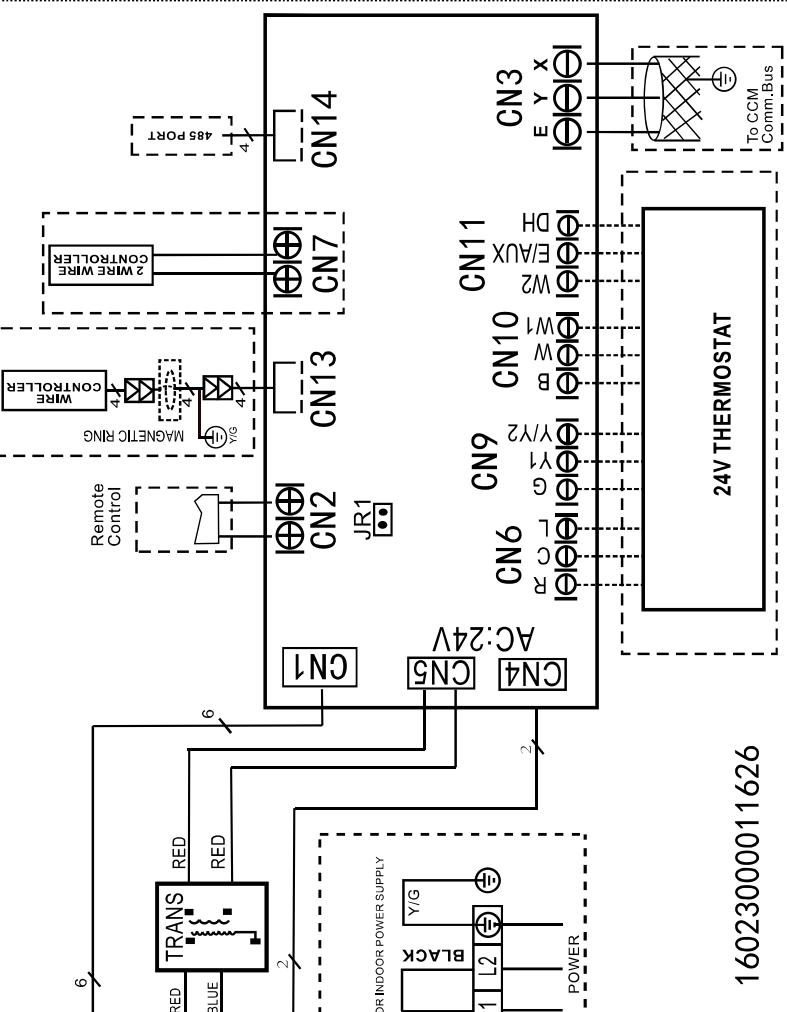 CN14
485 PORT
4
CN3
X
Y
E
To CCM
Comm.Bus
CN7
2 WIRE WIRE
CONTROLLER
CN11
DH
E/AUX
W2
CN10
W1
W
B
CN13
WIRE
CONTROLLER
4
4
4
MAGNETIC RING
Y/G
CN9
Y/Y2
Y1
G
24V THERMOSTAT
Remote
Control
CN2
JR1
CN6
L
C
R
AC:24V
CN1
CN5
CN4
6
2
RED
RED
TRANS
6
2
RED
BLUE
OR INDOOR POWER SUPPLY
Y/G
BLACK
L2
1
POWER
16023000011626